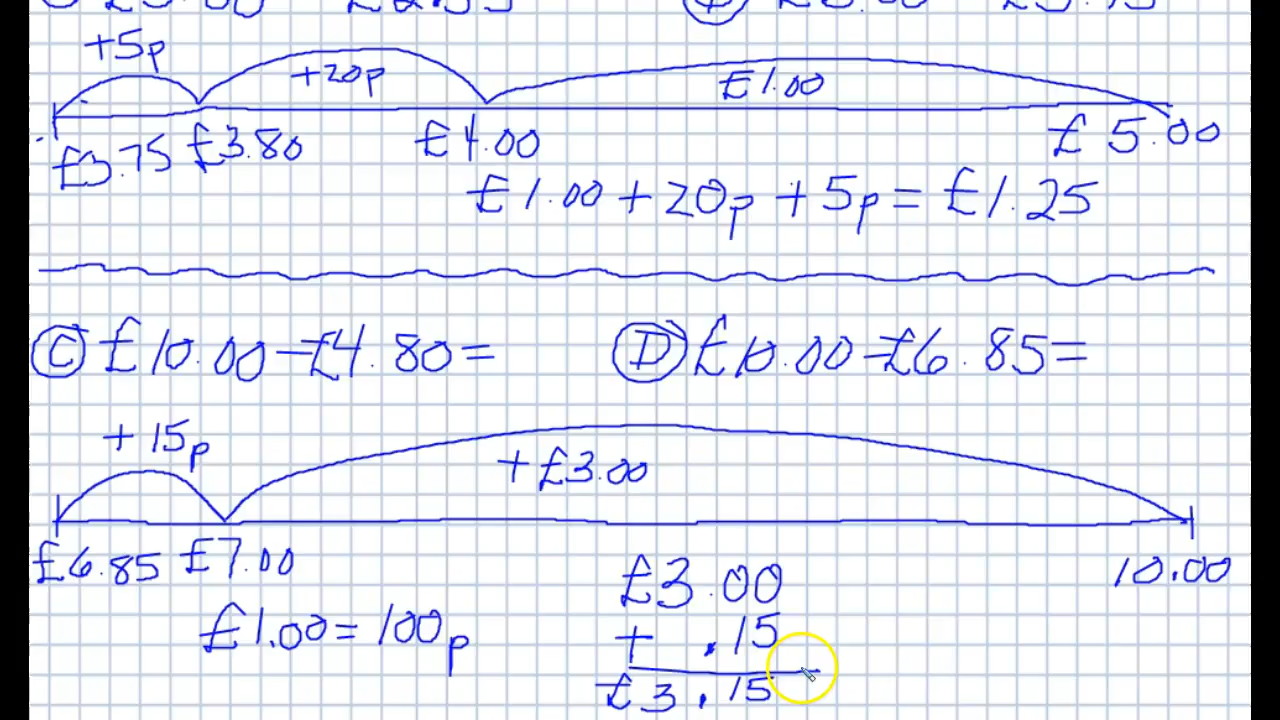 +5p +20p £1.00
£3.75 £3.80 £4.00 £5.00
£1.00 + 20p + 5p = £1.25
C £10.00 - £4.80 = D £10.00 - £6.85 =
+ 15p +£3.00
£6.85 £7.00 10.00
£1.00 = 100p
£3.00
+ .15
£3.15